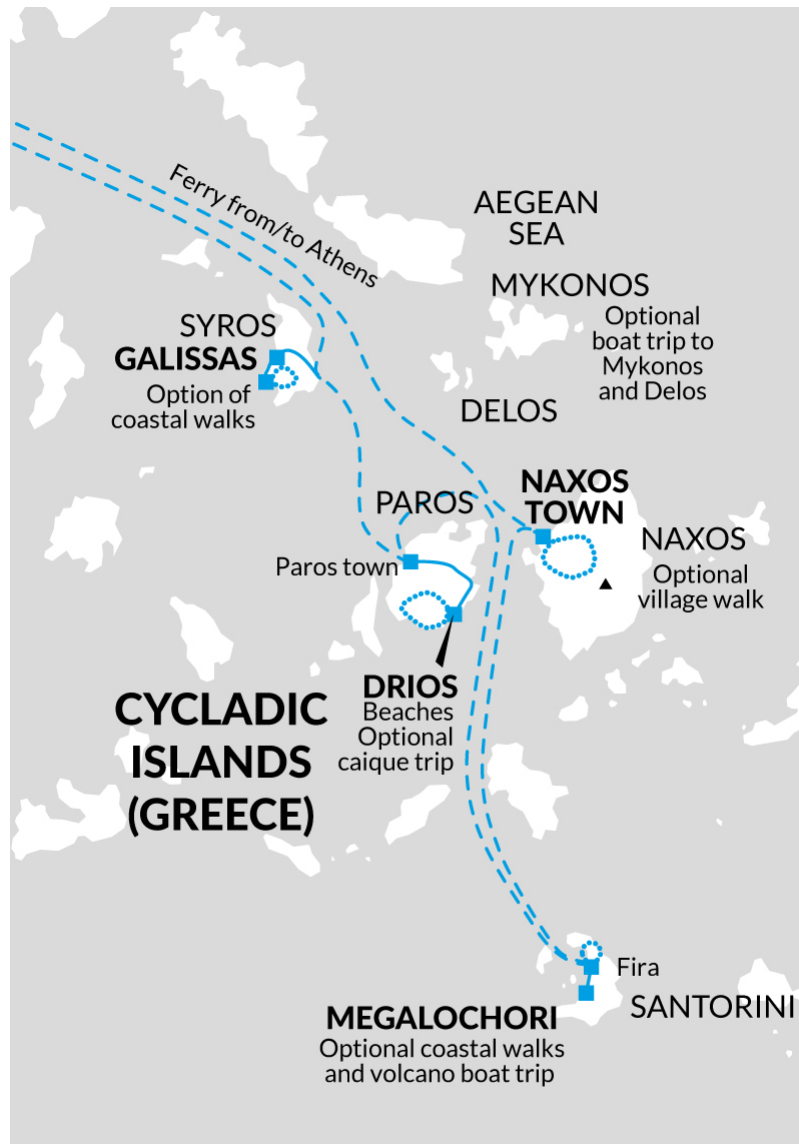 Ferry from/to Athens
AEGEAN
SEA
MYKONOS
Optional
boat trip to
Mykonos
and Delos
SYROS
GALISSAS
Option of
coastal walks
DELOS
NAXOS
TOWN
PAROS
NAXOS
Optional
village walk
Paros town
DRIOS
Beaches
Optional
caique trip
CYCLADIC
ISLANDS
(GREECE)
Fira
SANTORINI
MEGALOCHORI
Optional coastal walks
and volcano boat trip